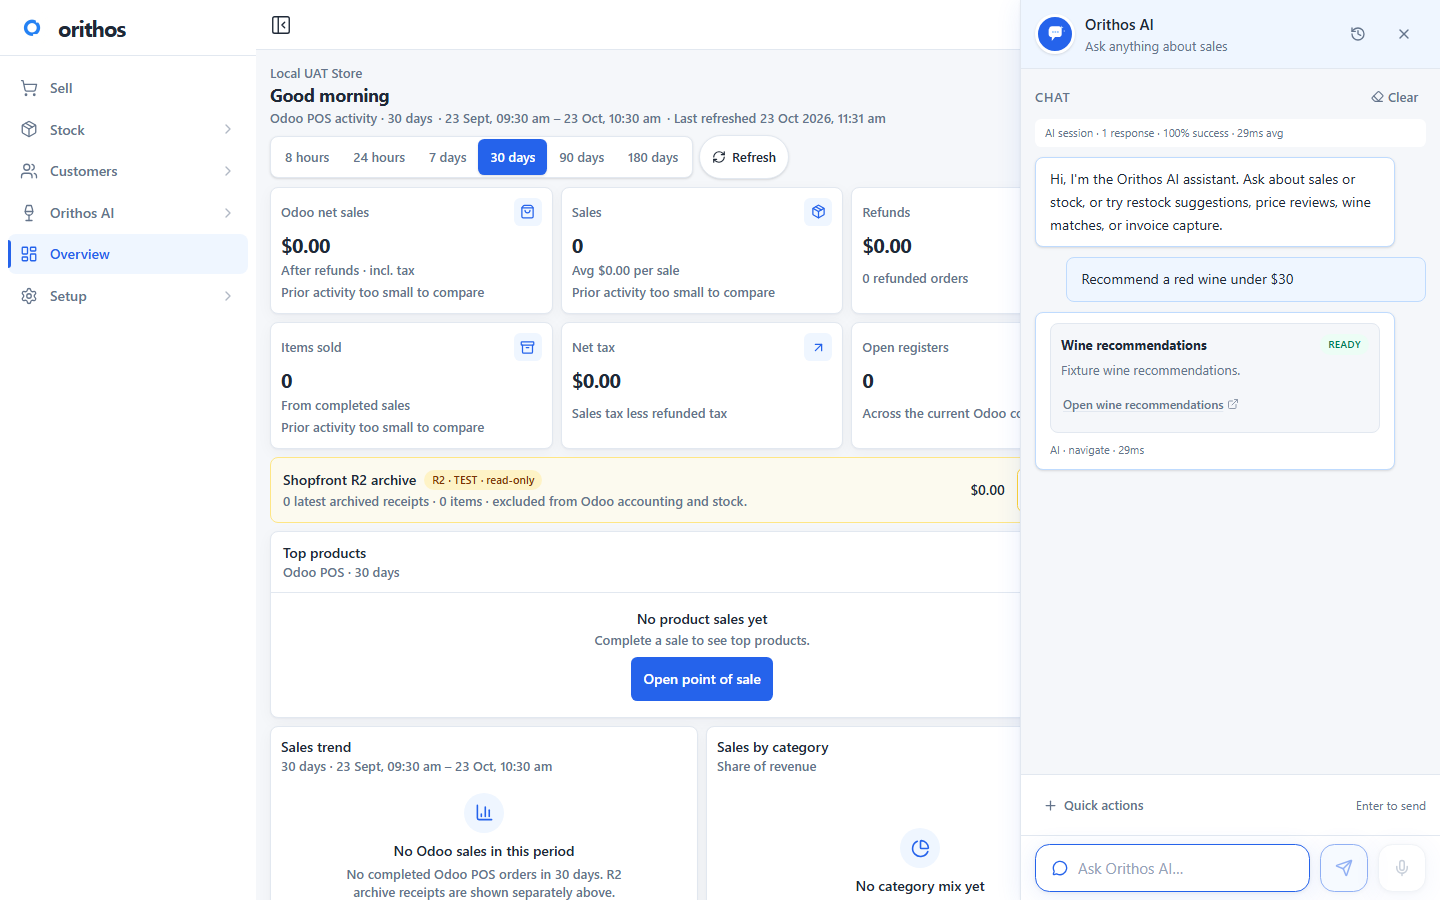 orithos
Sell
Stock
Customers
Orithos AI
Overview
Setup
Local UAT Store
Good morning
Odoo POS activity · 30 days · 23 Sept, 09:30 am – 23 Oct, 10:30 am · Last refreshed 23 Oct 2026, 11:31 am
8 hours
24 hours
7 days
30 days
90 days
180 days
Refresh
Odoo net sales
$0.00
After refunds · incl. tax
Prior activity too small to compare
Sales
0
Avg $0.00 per sale
Prior activity too small to compare
Refunds
$0.00
0 refunded orders
Items sold
0
From completed sales
Prior activity too small to compare
Net tax
$0.00
Sales tax less refunded tax
Open registers
0
Across the current Odoo co
Shopfront R2 archive
R2 · TEST · read-only
0 latest archived receipts · 0 items · excluded from Odoo accounting and stock.
$0.00
Top products
Odoo POS · 30 days
No product sales yet
Complete a sale to see top products.
Open point of sale
Sales trend
30 days · 23 Sept, 09:30 am – 23 Oct, 10:30 am
No Odoo sales in this period
No completed Odoo POS orders in 30 days. R2
archive receipts are shown separately above.
Sales by category
Share of revenue
No category mix yet
Orithos AI
Ask anything about sales
CHAT
Clear
AI session · 1 response · 100% success · 29ms avg
Hi, I'm the Orithos AI assistant. Ask about sales or
stock, or try restock suggestions, price reviews, wine
matches, or invoice capture.
Recommend a red wine under $30
Wine recommendations
READY
Fixture wine recommendations.
Open wine recommendations
AI · navigate · 29ms
Quick actions
Enter to send
Ask Orithos AI...